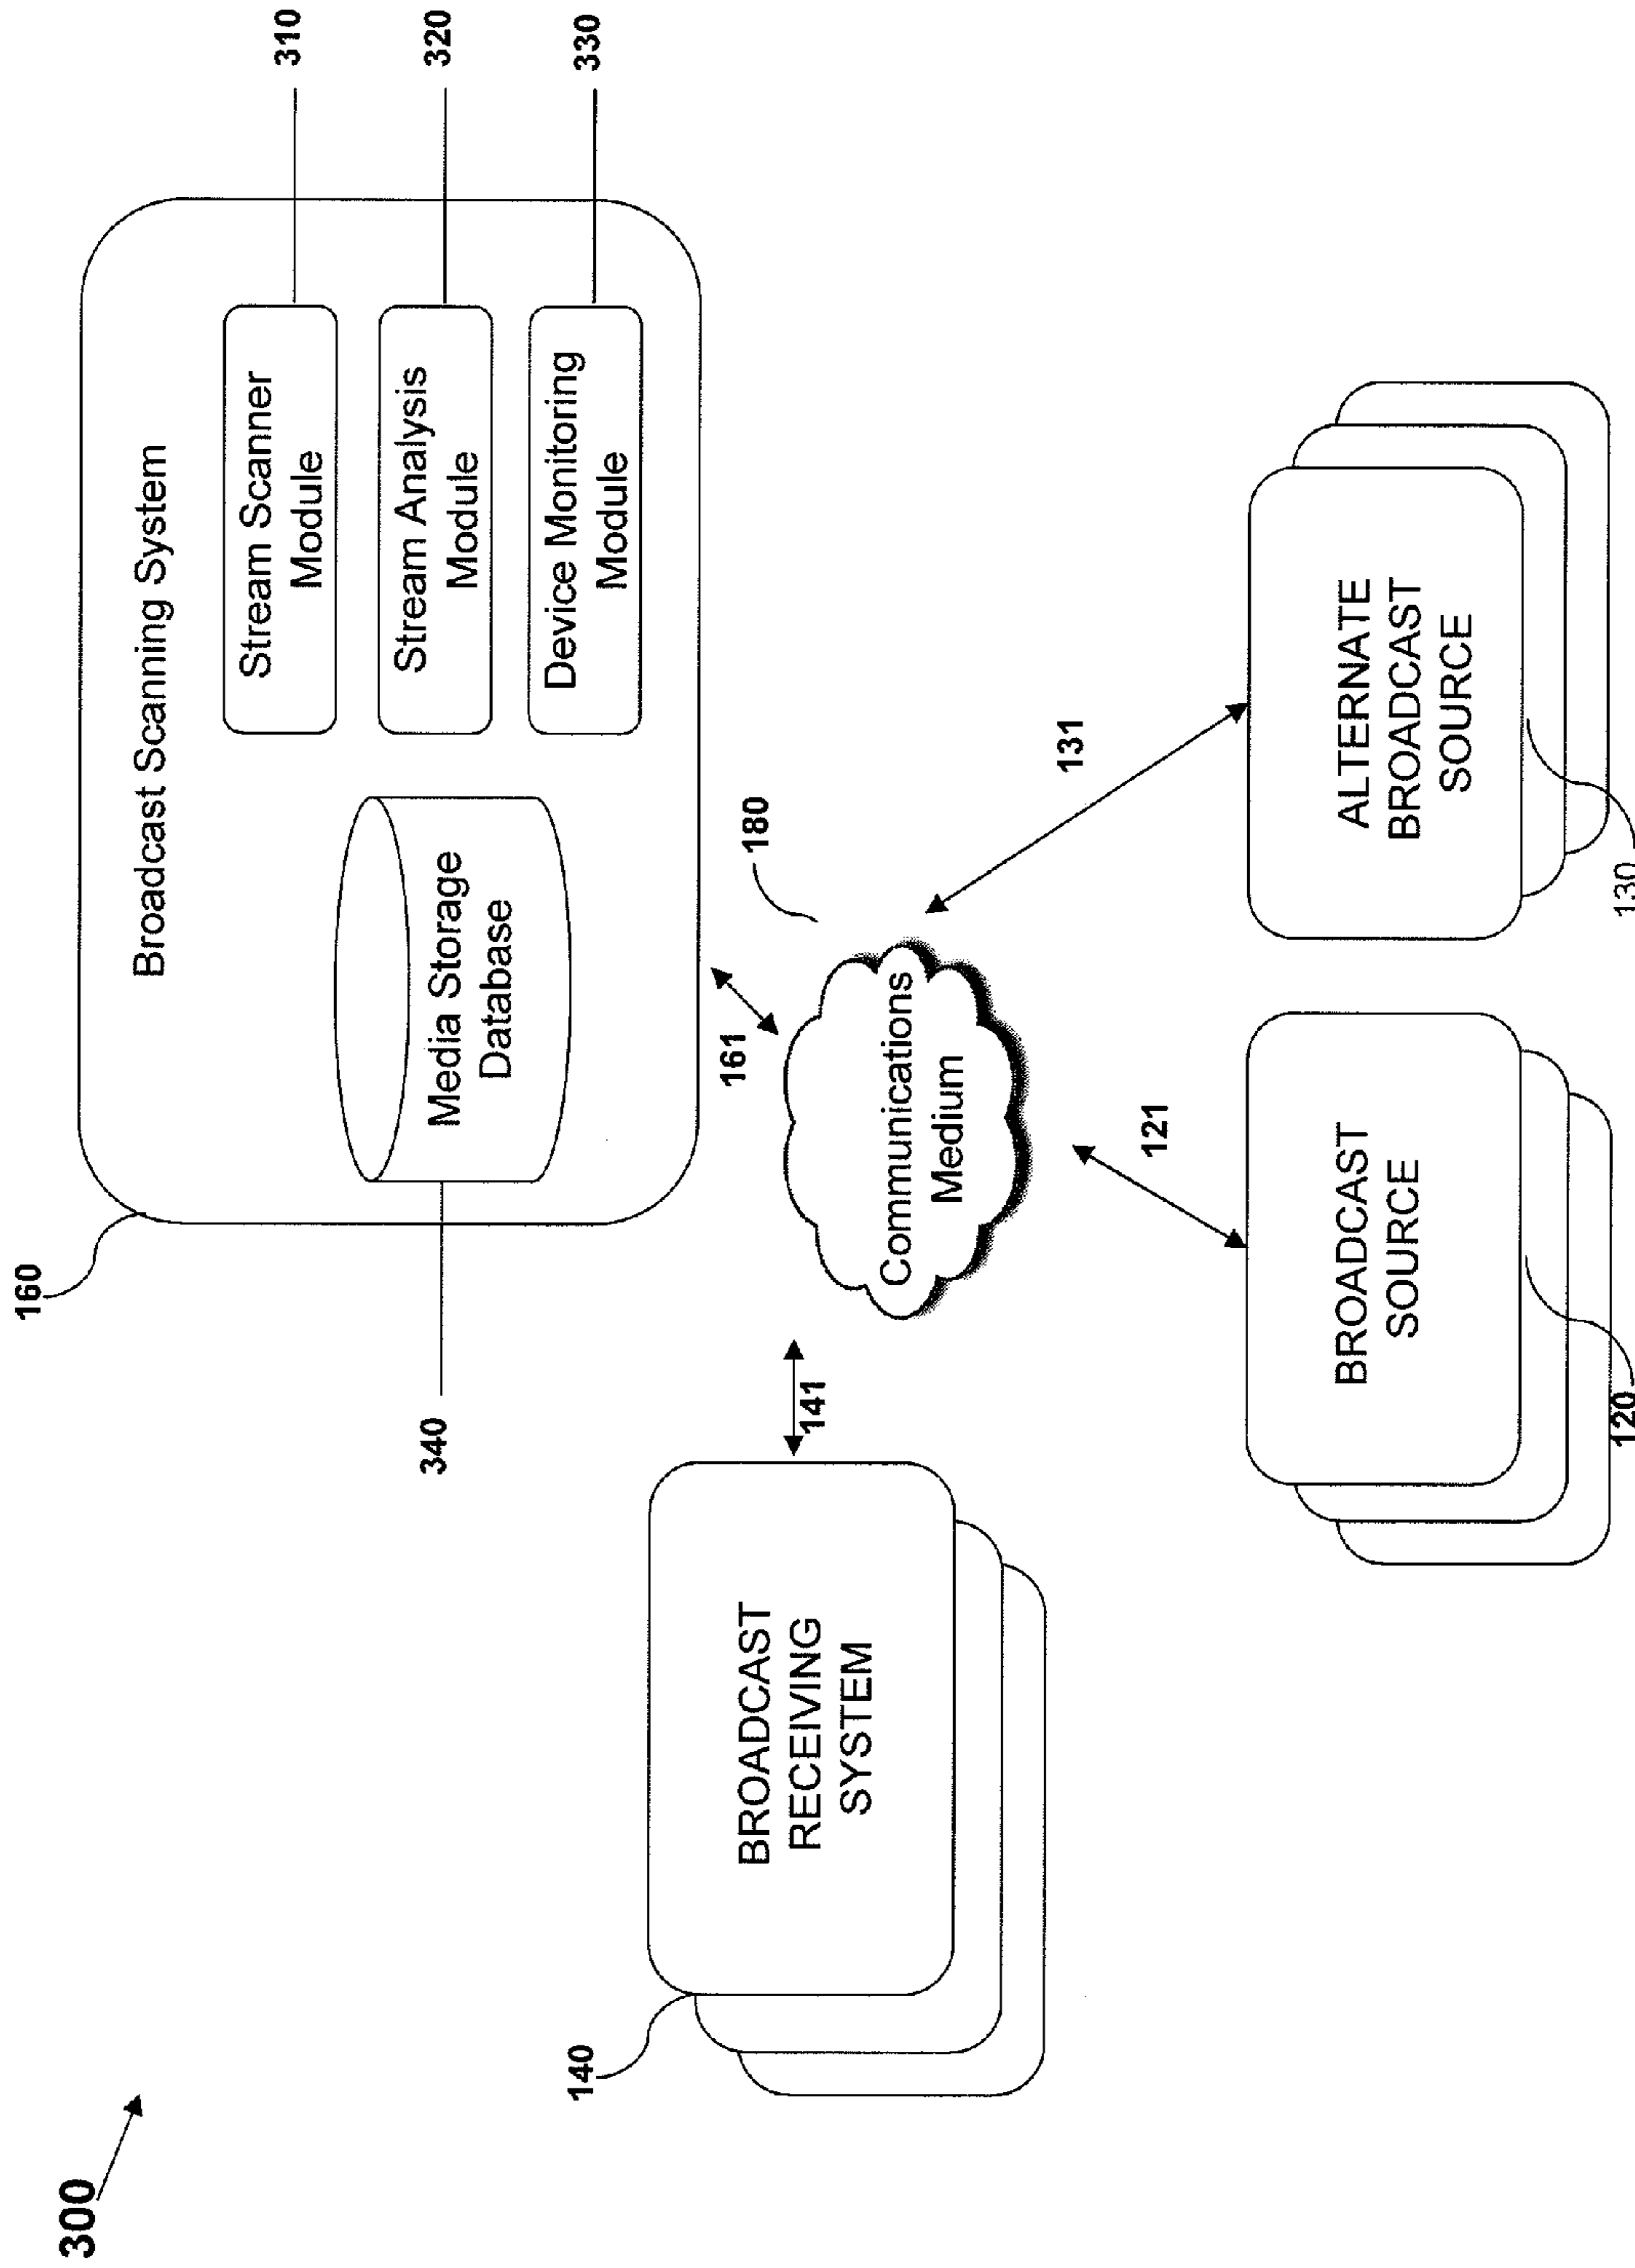 300
160
Broadcast Scanning System
340
Media Storage
Database
Stream Scanner
Module
310
Stream Analysis
Module
320
Device Monitoring
Module
330
140
BROADCAST
RECEIVING
SYSTEM
141
161
180
Communications
Medium
121
131
BROADCAST
SOURCE
120
ALTERNATE
BROADCAST
SOURCE
130